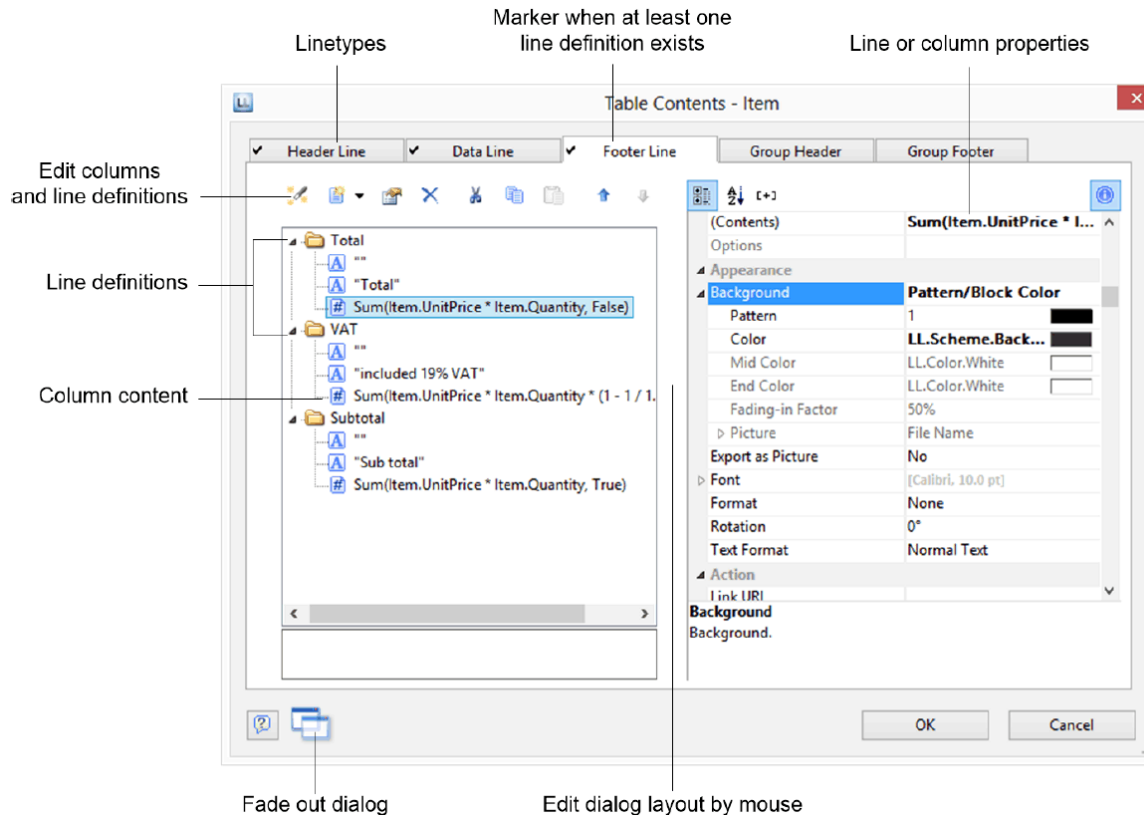 Marker when at least one
line definition exists
Linetypes
Line or column properties
LL
Table Contents - Item
Header Line
Data Line
Footer Line
Group Header
Group Footer
Edit columns
and line definitions
Line definitions
Column content
Total
A ""
A "Total"
# Sum(Item.UnitPrice * Item.Quantity, False)
VAT
A ""
A "included 19% VAT"
# Sum(Item.UnitPrice * Item.Quantity * (1 - 1 / 1.
Subtotal
A ""
A "Sub total"
# Sum(Item.UnitPrice * Item.Quantity, True)
(Contents) Sum(Item.UnitPrice * I...
Options
Appearance
Background Pattern/Block Color
Pattern 1
Color LL.Scheme.Back...
Mid Color LL.Color.White
End Color LL.Color.White
Fading-in Factor 50%
Picture File Name
Export as Picture No
Font [Calibri, 10.0 pt]
Format None
Rotation 0°
Text Format Normal Text
Action
Link URL
Background
Background.
OK
Cancel
Fade out dialog
Edit dialog layout by mouse